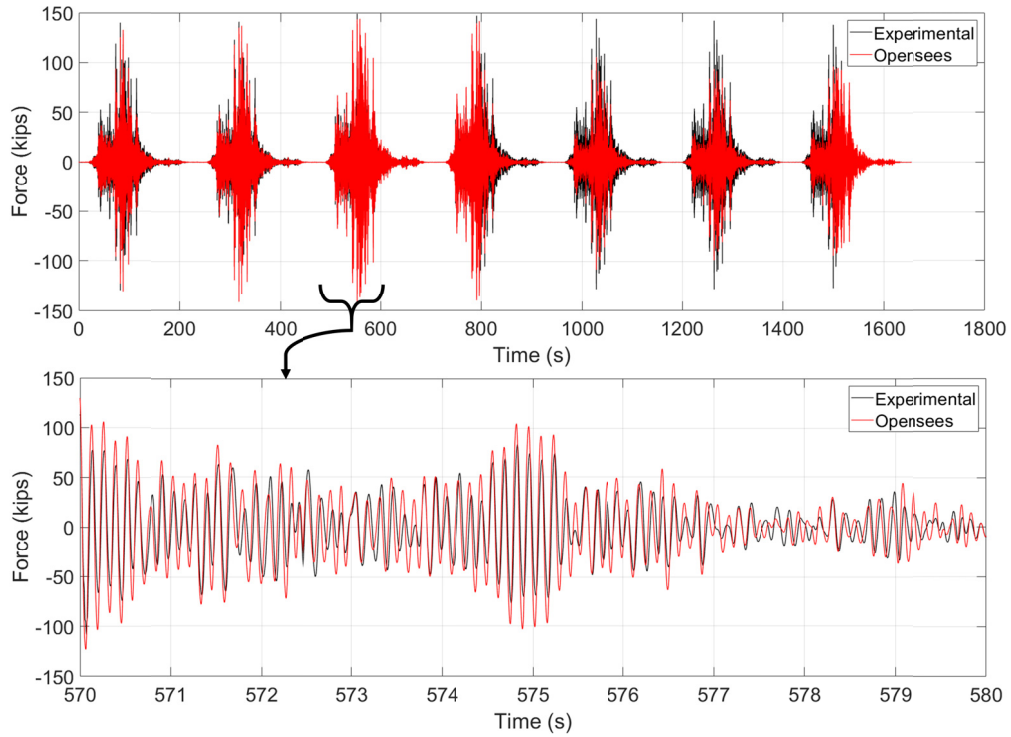 150
100
50
0
-50
-100
-150
Force (kips)
Experimental
Opensees
0 200 400 600 800 1000 1200 1400 1600 1800
Time (s)
150
100
50
0
-50
-100
-150
Force (kips)
Experimental
Opensees
570 571 572 573 574 575 576 577 578 579 580
Time (s)